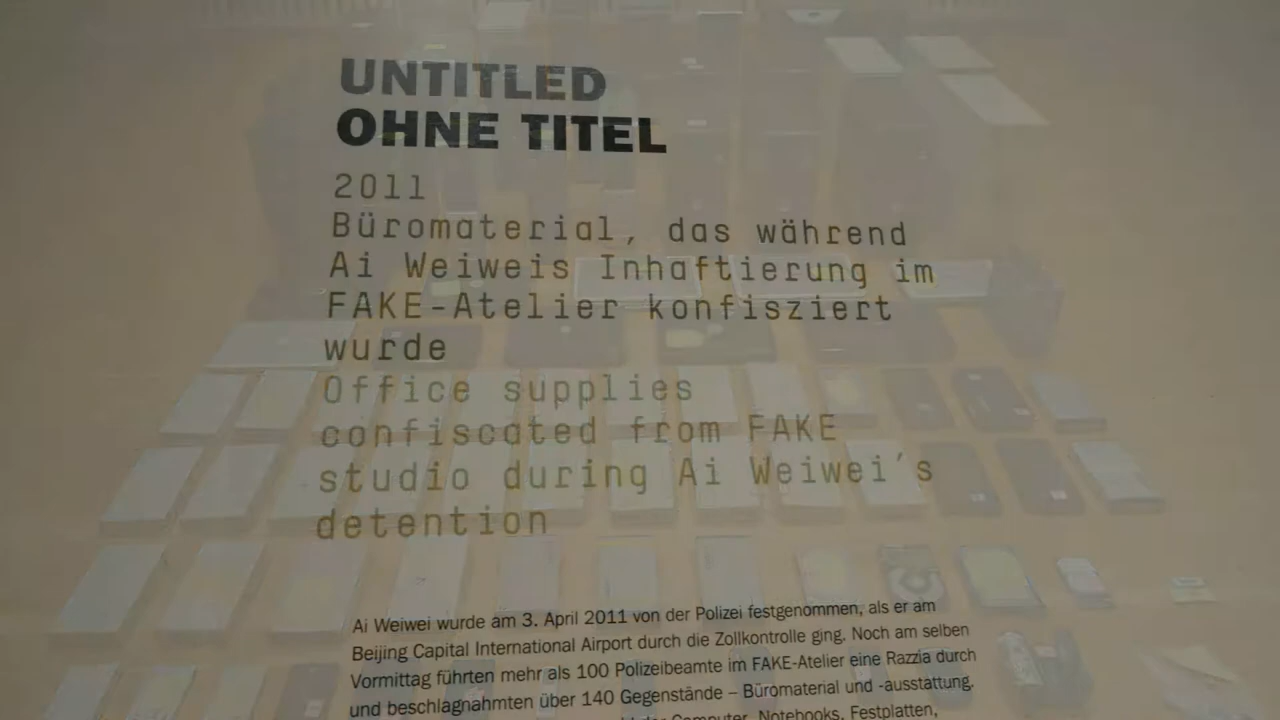 UNTITLED
OHNE TITEL
2011
Büromaterial, das während
Ai Weiweis Inhaftierung im
FAKE-Atelier konfisziert
wurde
Office supplies
confiscated from FAKE
studio during Ai Weiwei's
detention
Ai Weiwei wurde am 3. April 2011 von der Polizei festgenommen, als er am
Beijing Capital International Airport durch die Zollkontrolle ging. Noch am selben
Vormittag führten mehr als 100 Polizeibeamte im FAKE-Atelier eine Razzia durch
und beschlagnahmten über 140 Gegenstände – Büromaterial und -ausstattung.
Computer, Notebooks, Festplatten,